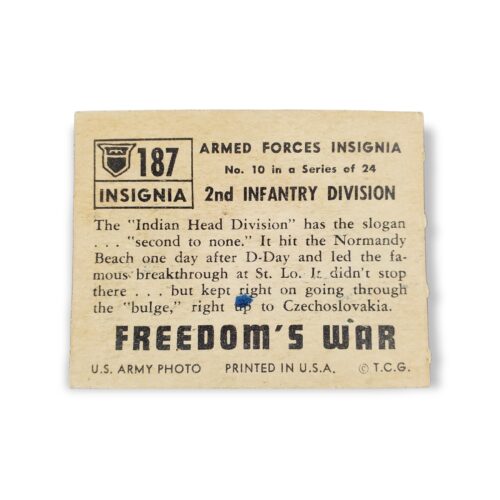 187
INSIGNIA
ARMED FORCES INSIGNIA
No. 10 in a Series of 24
2nd INFANTRY DIVISION
The "Indian Head Division" has the slogan
. . . "second to none." It hit the Normandy
Beach one day after D-Day and led the fa-
mous breakthrough at St. Lo. It didn't stop
there . . . but kept right on going through
the "bulge," right up to Czechoslovakia.
FREEDOM'S WAR
U.S. ARMY PHOTO PRINTED IN U.S.A. © T.C.G.